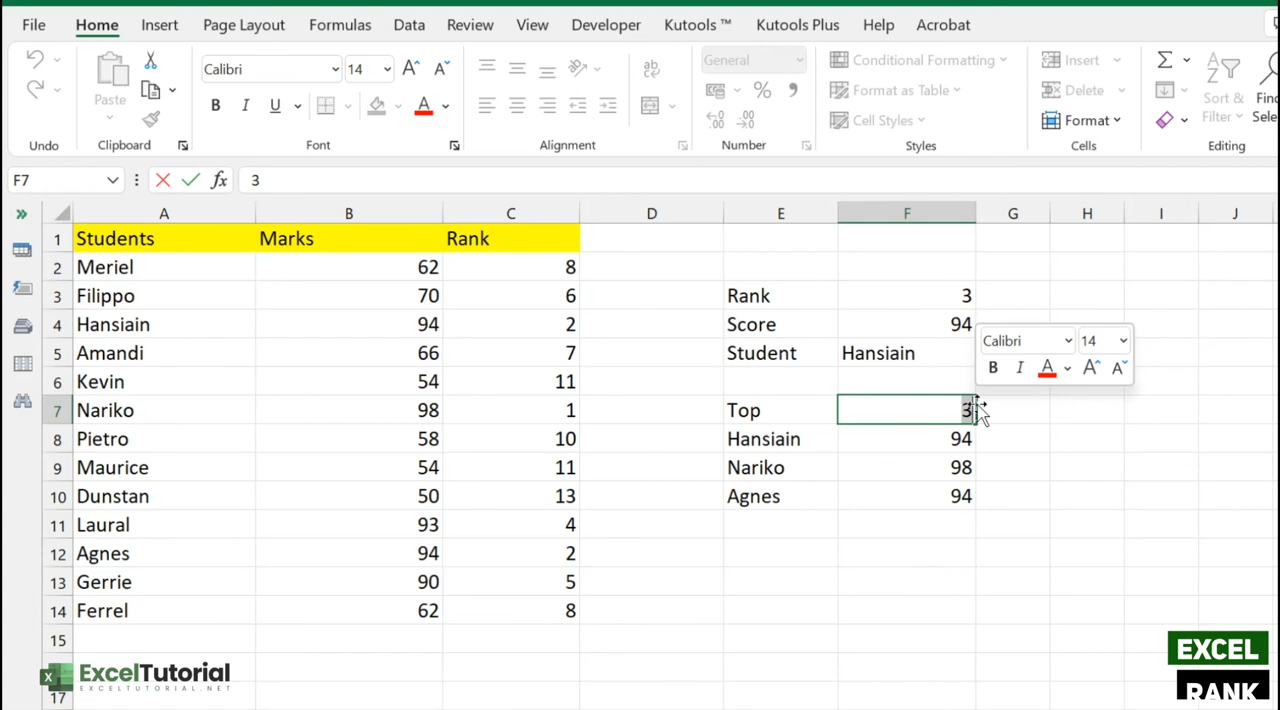 File Home Insert Page Layout Formulas Data Review View Developer Kutools ™ Kutools Plus Help Acrobat
Calibri 14 A A General Conditional Formatting Insert Σ
Paste Format as Table Delete Sort & Find
B I U A % Cell Styles Format Filter Sele
Undo Clipboard Font Alignment Number Styles Cells Editing
F7 fx 3
A B C D E F G H I J
1 Students Marks Rank
2 Meriel 62 8
3 Filippo 70 6 Rank 3
4 Hansiain 94 2 Score 94
Calibri 14
5 Amandi 66 7 Student Hansiain
B I A A A
6 Kevin 54 11
7 Nariko 98 1 Top 3
8 Pietro 58 10 Hansiain 94
9 Maurice 54 11 Nariko 98
10 Dunstan 50 13 Agnes 94
11 Laural 93 4
12 Agnes 94 2
13 Gerrie 90 5
14 Ferrel 62 8
15
17
X ExcelTutorial
EXCELTUTORIAL.NET
EXCEL
RANK